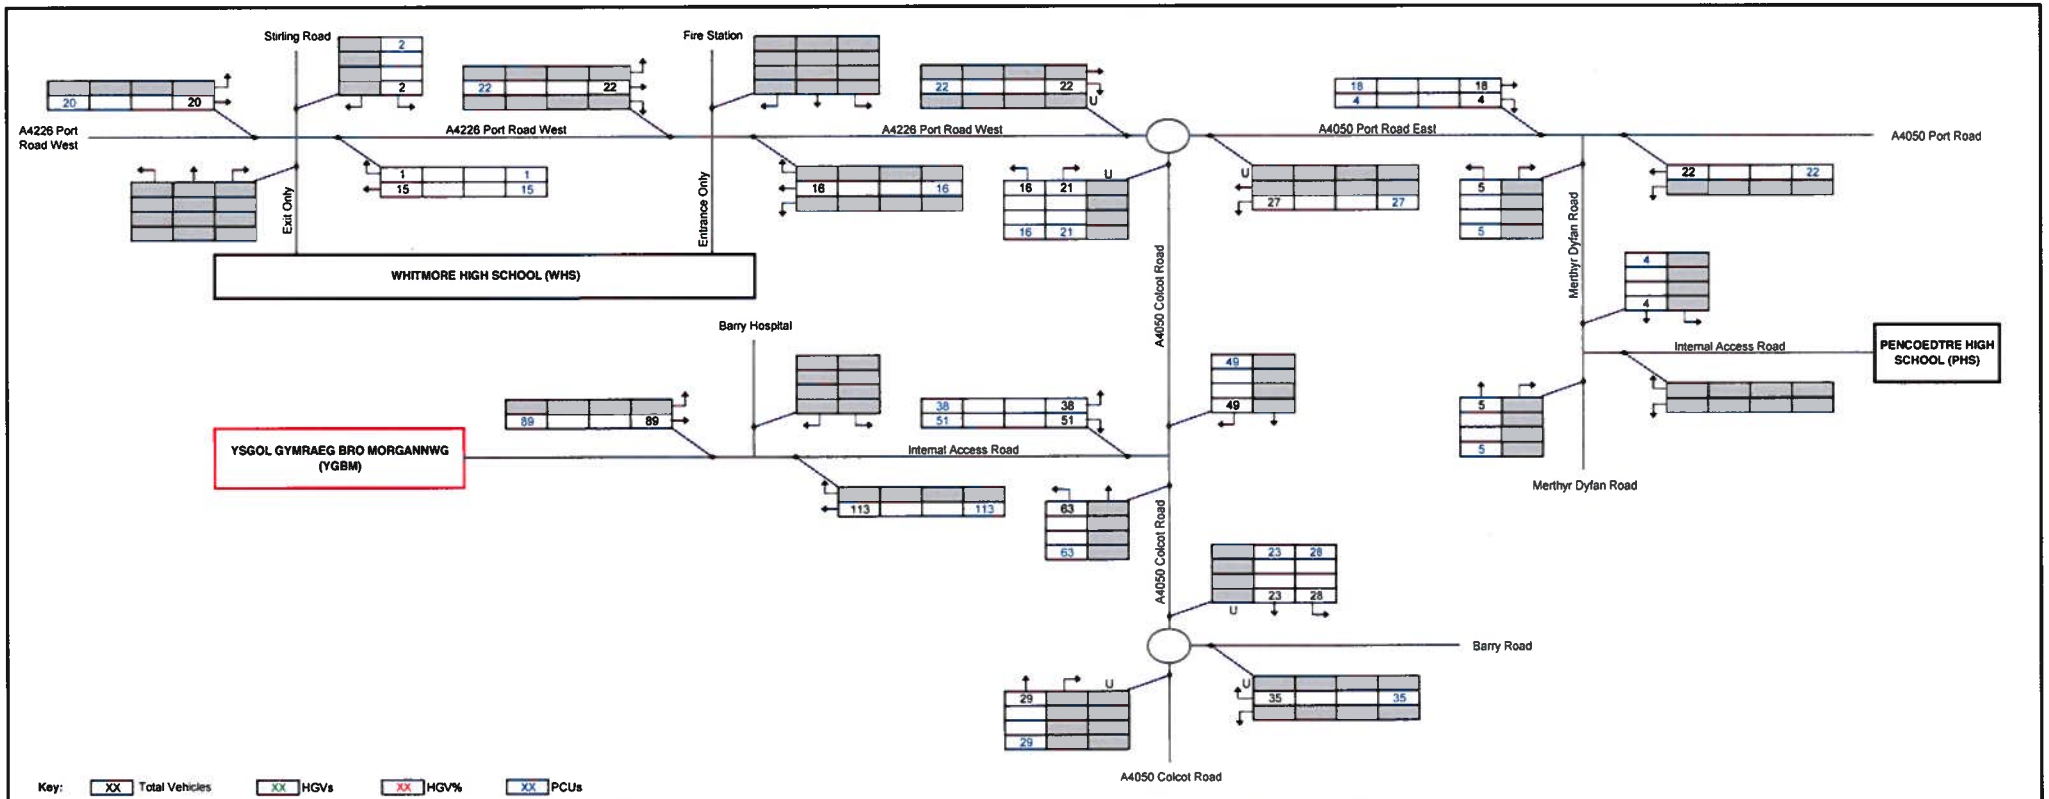 Stirling Road
2
2
Fire Station
20 20
22 22
22 22
U
18 18
4 4
A4226 Port
Road West
A4226 Port Road West
A4226 Port Road West
A4050 Port Road East
A4050 Port Road
1 1
15 15
Exit Only
Entrance Only
16 16
U
16 21
16 21
A4050 Colcot Road
U
27 27
5
5
Merthyr Dyfan Road
22 22
WHITMORE HIGH SCHOOL (WHS)
4
4
Barry Hospital
Internal Access Road
PENCOEDTRE HIGH
SCHOOL (PHS)
49
49
5
5
Merthyr Dyfan Road
89 89
38 38
51 51
YSGOL GYMRAEG BRO MORGANNWG
(YGBM)
Internal Access Road
113 113
63
63
A4050 Colcot Road
23 28
23 28
U
Barry Road
U
29
29
U
35 35
A4050 Colcot Road
Key: XX Total Vehicles XX HGVs XX HGV% XX PCUs